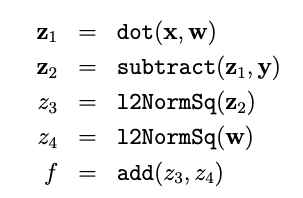 z₁ = dot(x, w)
z₂ = subtract(z₁, y)
z₃ = l2NormSq(z₂)
z₄ = l2NormSq(w)
f = add(z₃, z₄)